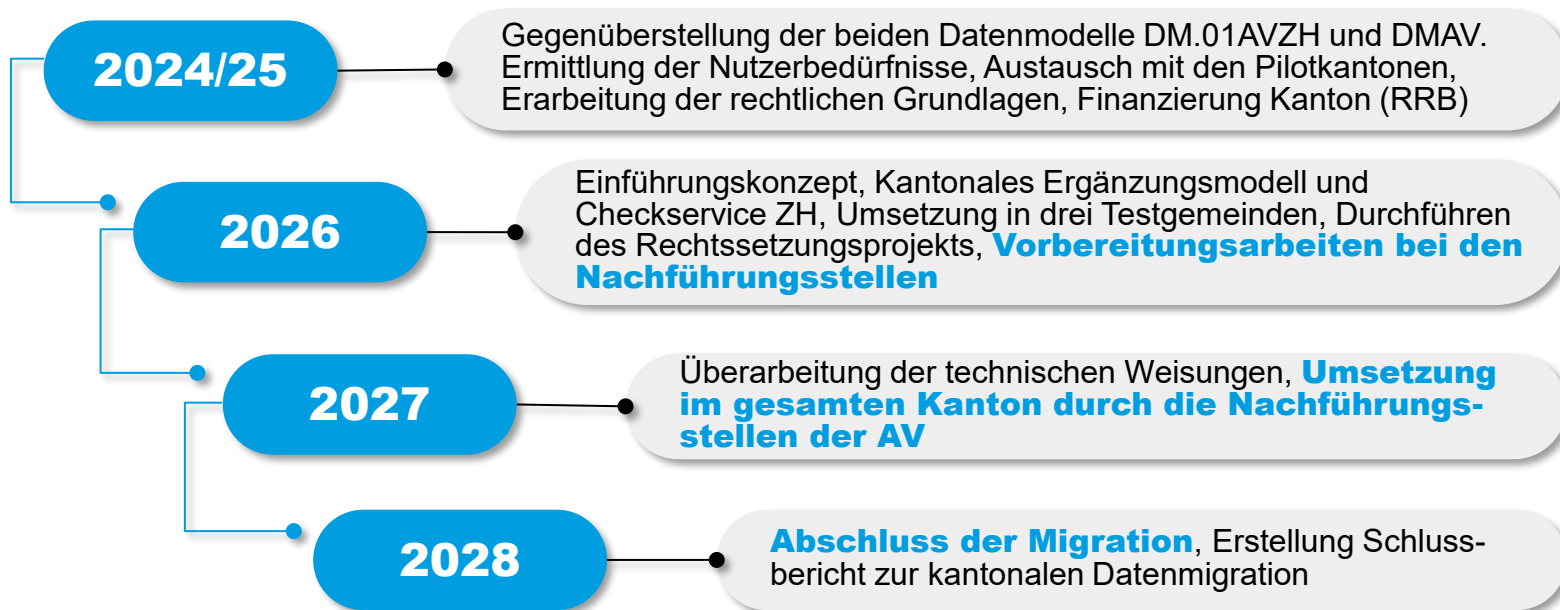 2024/25
Gegenüberstellung der beiden Datenmodelle DM.01AVZH und DMAV.
Ermittlung der Nutzerbedürfnisse, Austausch mit den Pilotkantonen,
Erarbeitung der rechtlichen Grundlagen, Finanzierung Kanton (RRB)
2026
Einführungskonzept, Kantonales Ergänzungsmodell und
Checkservice ZH, Umsetzung in drei Testgemeinden, Durchführen
des Rechtssetzungsprojekts, Vorbereitungsarbeiten bei den
Nachführungsstellen
2027
Überarbeitung der technischen Weisungen, Umsetzung
im gesamten Kanton durch die Nachführungs-
stellen der AV
2028
Abschluss der Migration, Erstellung Schluss-
bericht zur kantonalen Datenmigration